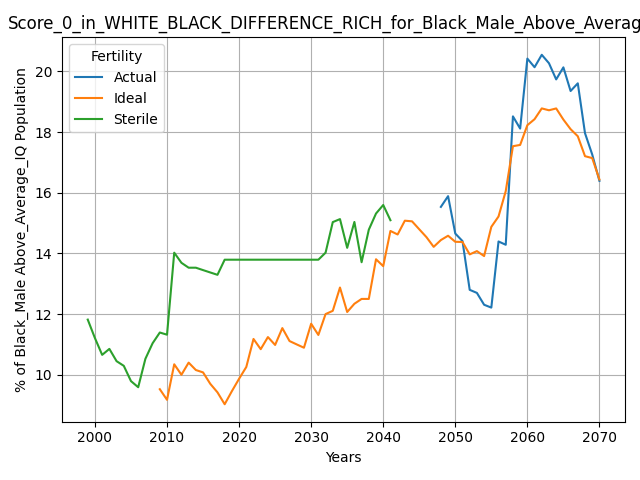 Score_0_in_WHITE_BLACK_DIFFERENCE_RICH_for_Black_Male_Above_Averag
% of Black_Male Above_Average_IQ Population
Fertility
Actual
Ideal
Sterile
20
18
16
14
12
10
2000 2010 2020 2030 2040 2050 2060 2070
Years